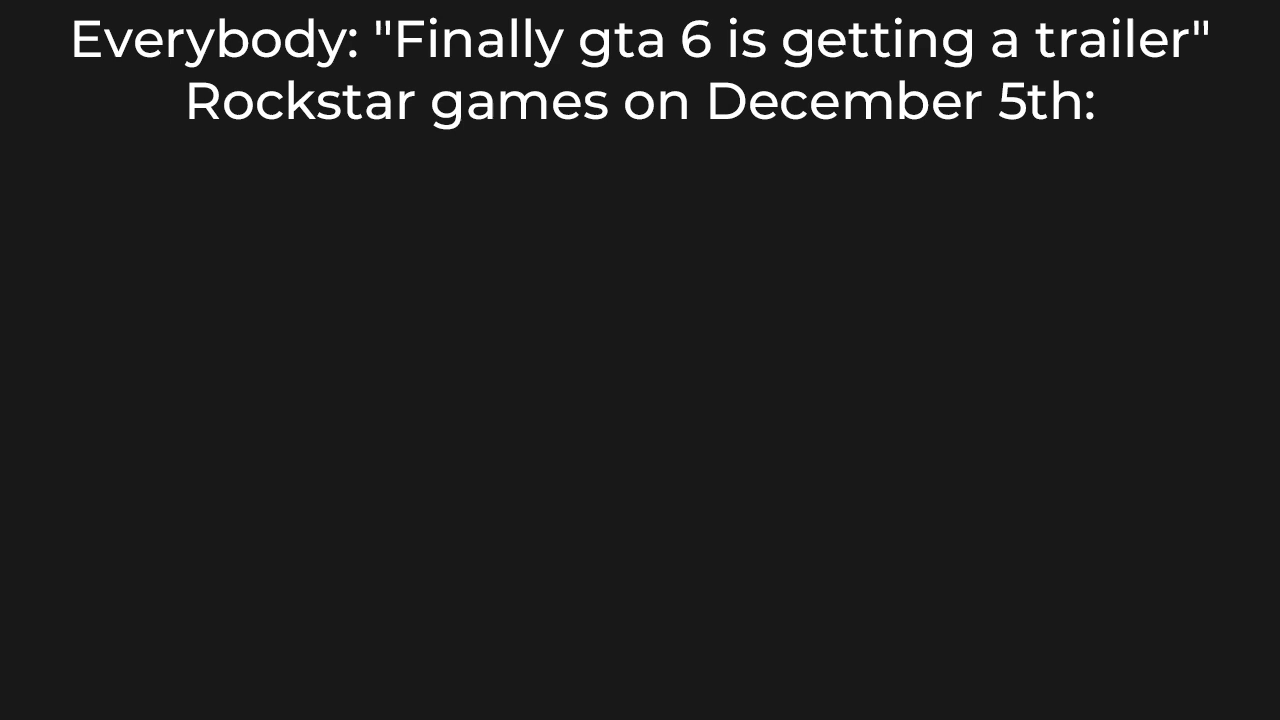 Everybody: "Finally gta 6 is getting a trailer"
Rockstar games on December 5th: